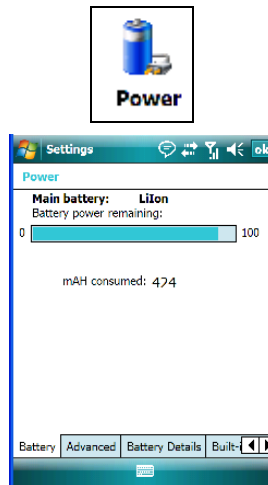 Power
Settings ok
Power
Main battery: LiIon
Battery power remaining:
0 100
mAH consumed: 474
Battery Advanced Battery Details Built-i